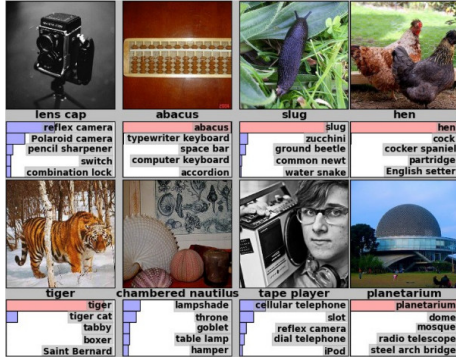 lens cap
reflex camera
Polaroid camera
pencil sharpener
switch
combination lock
abacus
abacus
typewriter keyboard
space bar
computer keyboard
accordion
slug
slug
zucchini
ground beetle
common newt
water snake
hen
hen
cock
cocker spaniel
partridge
English setter
tiger
tiger
tiger cat
tabby
boxer
Saint Bernard
chambered nautilus
lampshade
throne
goblet
table lamp
hamper
tape player
cellular telephone
slot
reflex camera
dial telephone
iPod
planetarium
planetarium
dome
mosque
radio telescope
steel arch bridge